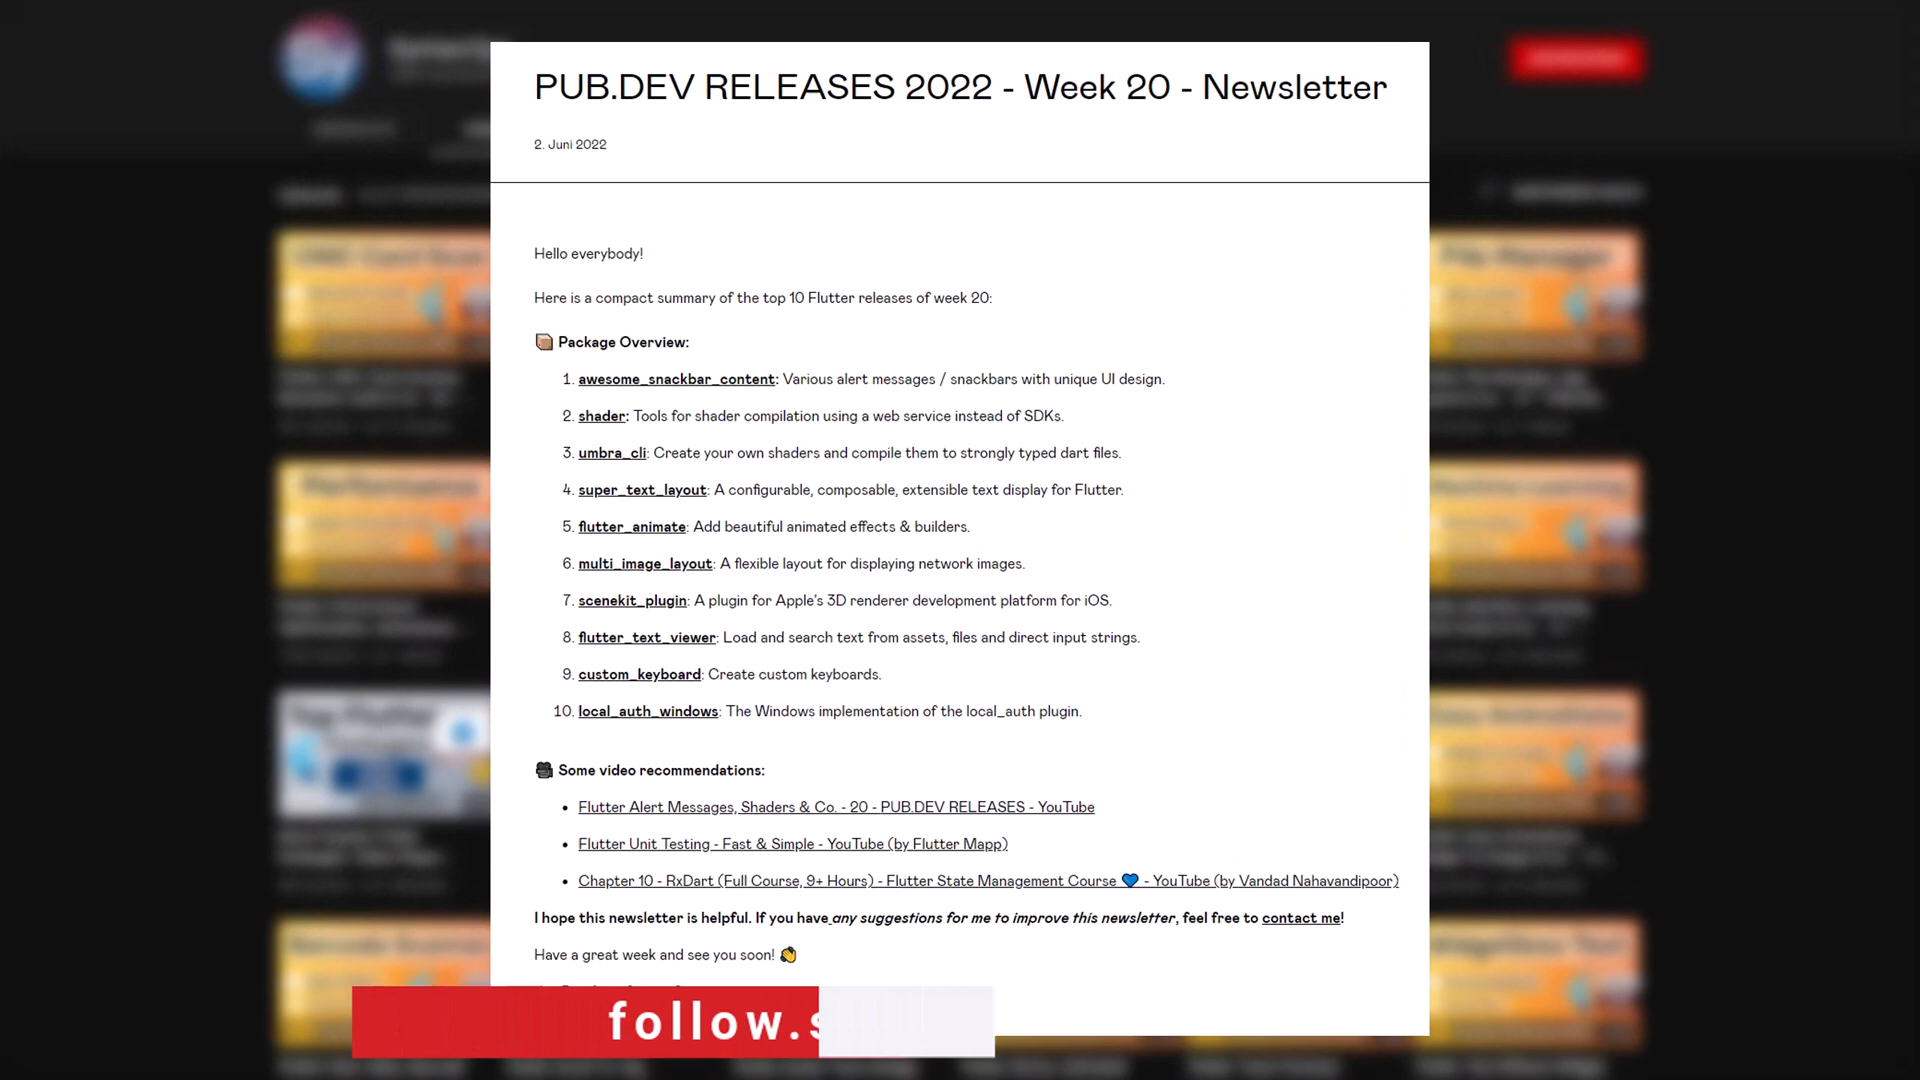 PUB.DEV RELEASES 2022 - Week 20 - Newsletter
2. Juni 2022
Hello everybody!
Here is a compact summary of the top 10 Flutter releases of week 20:
Package Overview:
1. awesome_snackbar_content: Various alert messages / snackbars with unique UI design.
2. shader: Tools for shader compilation using a web service instead of SDKs.
3. umbra_cli: Create your own shaders and compile them to strongly typed dart files.
4. super_text_layout: A configurable, composable, extensible text display for Flutter.
5. flutter_animate: Add beautiful animated effects & builders.
6. multi_image_layout: A flexible layout for displaying network images.
7. scenekit_plugin: A plugin for Apple's 3D renderer development platform for iOS.
8. flutter_text_viewer: Load and search text from assets, files and direct input strings.
9. custom_keyboard: Create custom keyboards.
10. local_auth_windows: The Windows implementation of the local_auth plugin.
Some video recommendations:
• Flutter Alert Messages, Shaders & Co. - 20 - PUB.DEV RELEASES - YouTube
• Flutter Unit Testing - Fast & Simple - YouTube (by Flutter Mapp)
• Chapter 10 - RxDart (Full Course, 9+ Hours) - Flutter State Management Course 💙 - YouTube (by Vandad Nahavandipoor)
I hope this newsletter is helpful. If you have any suggestions for me to improve this newsletter, feel free to contact me!
Have a great week and see you soon! 👏
follow.s